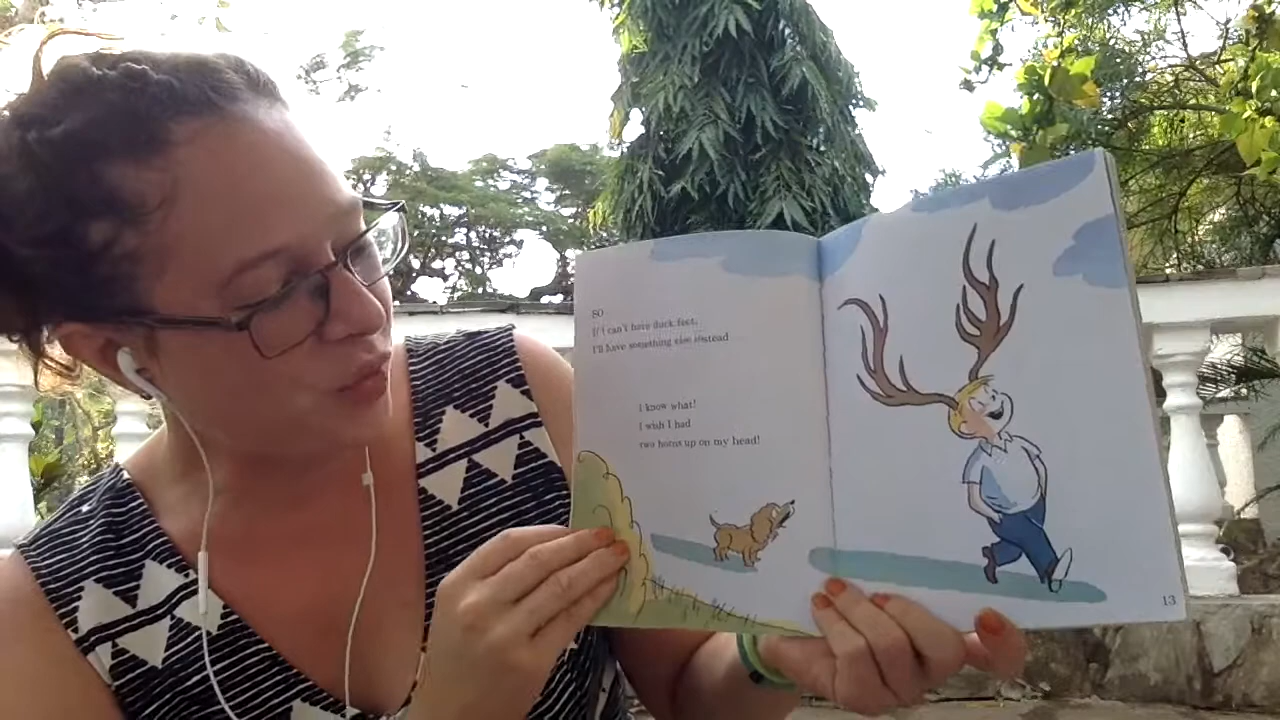 SO
If I can't have duck feet,
I'll have something else instead
I know what!
I wish I had
two horns up on my head!
13